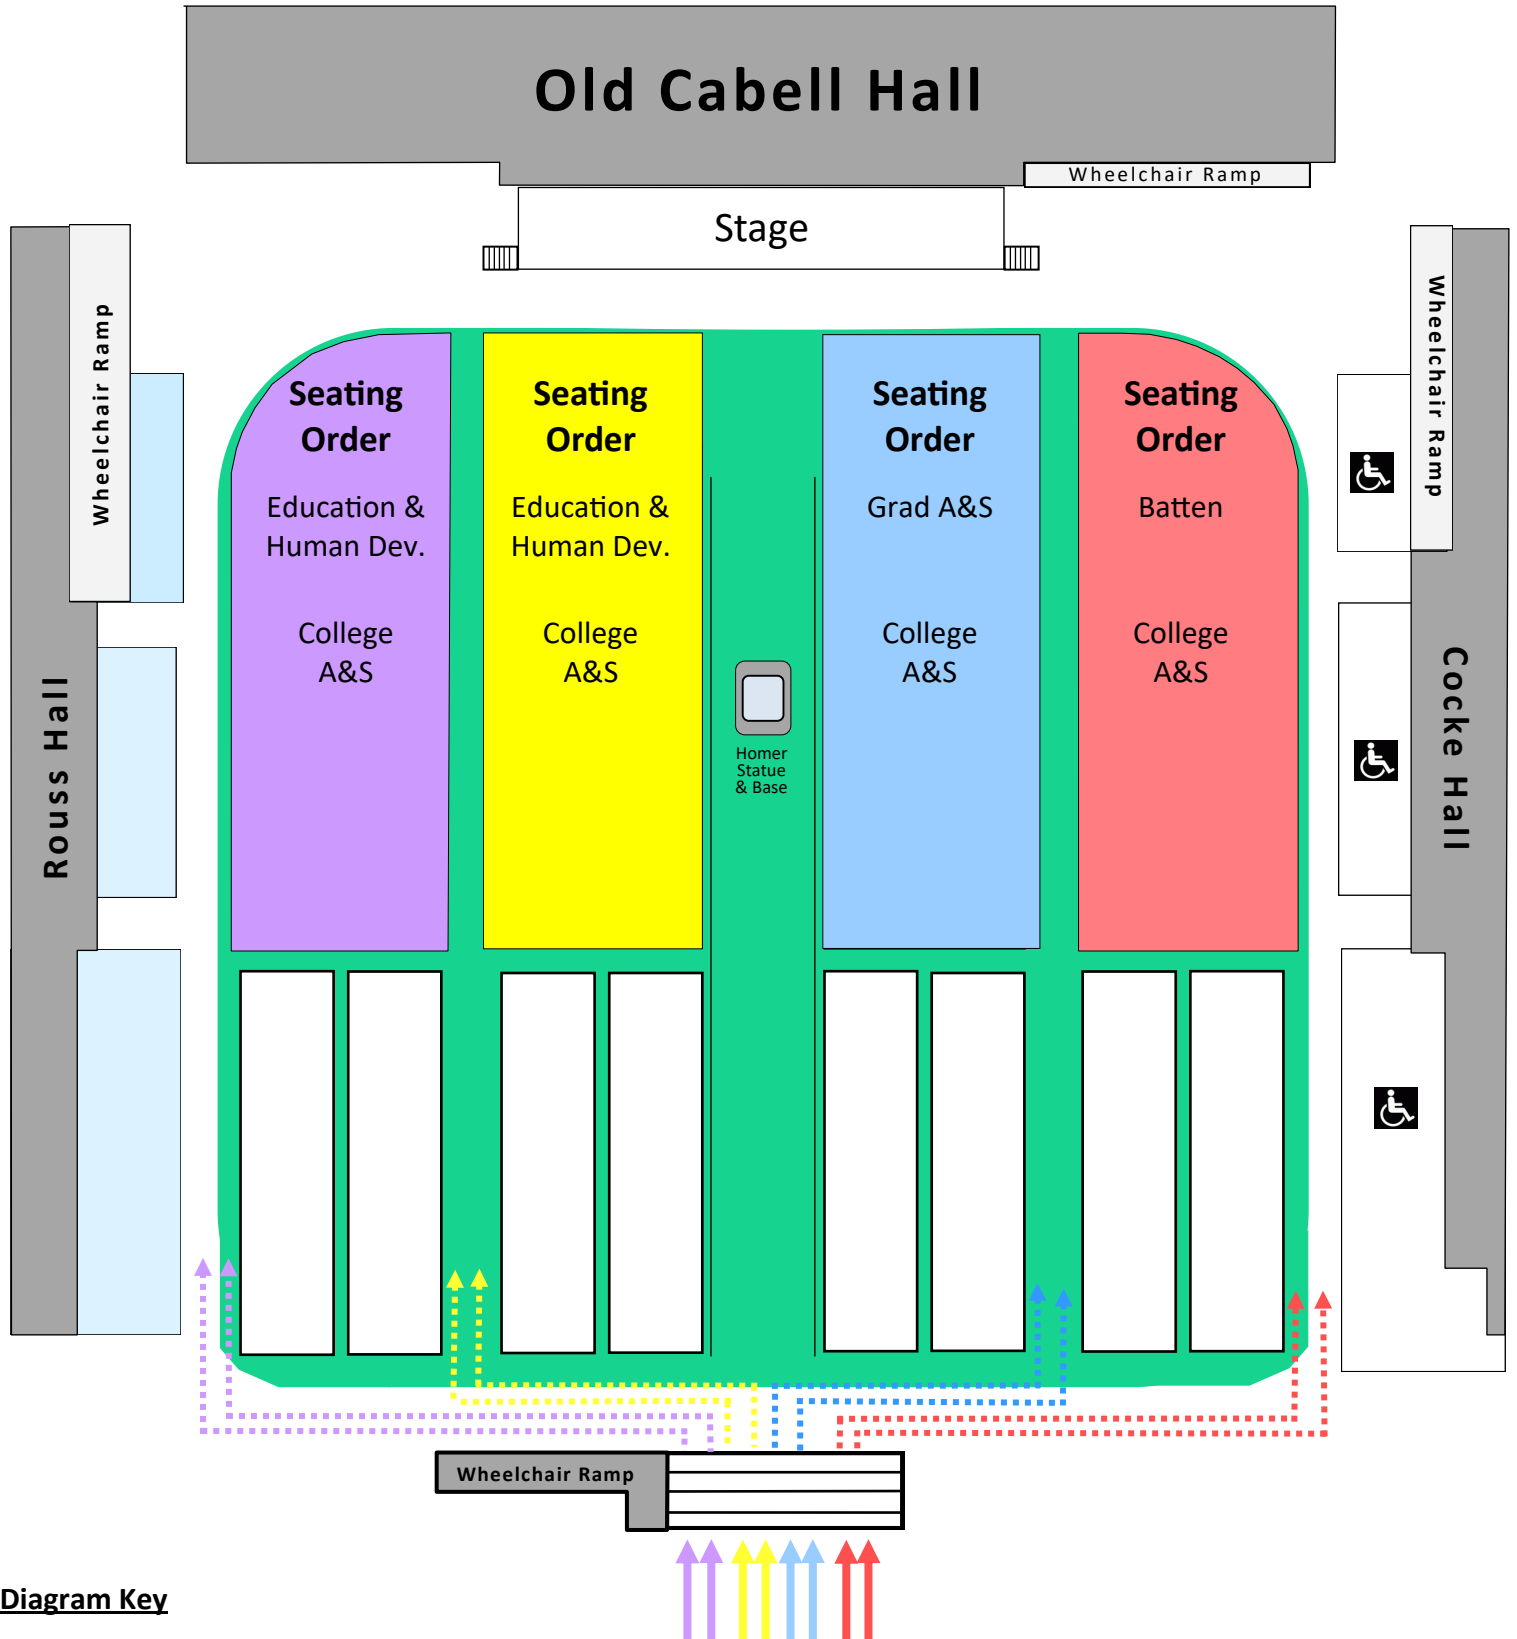 Old Cabell Hall
Wheelchair Ramp
Stage
Wheelchair Ramp
Wheelchair Ramp
Seating
Order
Education &
Human Dev.
College
A&S
Seating
Order
Education &
Human Dev.
College
A&S
Seating
Order
Grad A&S
College
A&S
Seating
Order
Batten
College
A&S
Homer
Statue
& Base
Rouss Hall
Cocke Hall
Wheelchair Ramp
Diagram Key